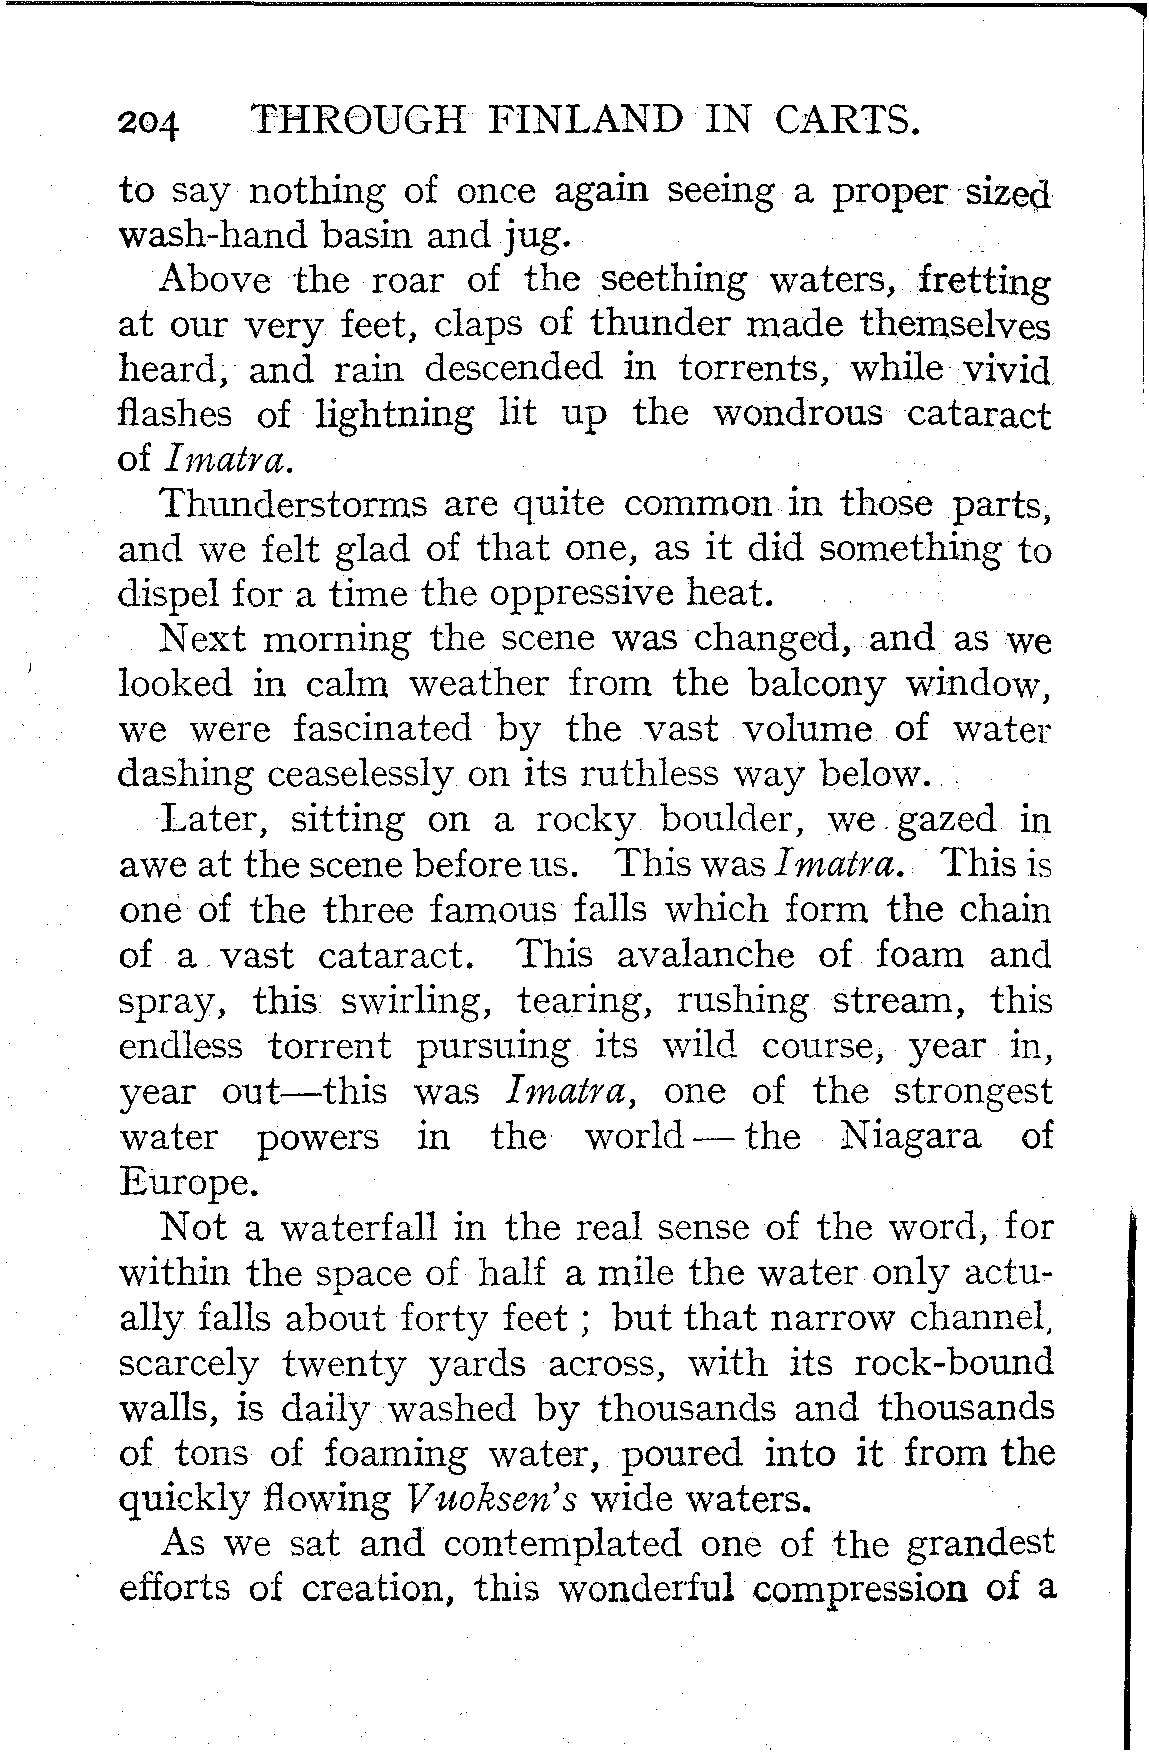 204 THROUGH FINLAND IN CARTS.
to say nothing of once again seeing a proper sized
wash-hand basin and jug.
Above the roar of the seething waters, fretting
at our very feet, claps of thunder made themselves
heard, and rain descended in torrents, while vivid
flashes of lightning lit up the wondrous cataract
of Imatra.
Thunderstorms are quite common in those parts,
and we felt glad of that one, as it did something to
dispel for a time the oppressive heat.
Next morning the scene was changed, and as we
looked in calm weather from the balcony window,
we were fascinated by the vast volume of water
dashing ceaselessly on its ruthless way below.
Later, sitting on a rocky boulder, we gazed in
awe at the scene before us. This was Imatra. This is
one of the three famous falls which form the chain
of a vast cataract. This avalanche of foam and
spray, this swirling, tearing, rushing stream, this
endless torrent pursuing its wild course, year in,
year out—this was Imatra, one of the strongest
water powers in the world—the Niagara of
Europe.
Not a waterfall in the real sense of the word, for
within the space of half a mile the water only actu-
ally falls about forty feet ; but that narrow channel,
scarcely twenty yards across, with its rock-bound
walls, is daily washed by thousands and thousands
of tons of foaming water, poured into it from the
quickly flowing Vuoksen's wide waters.
As we sat and contemplated one of the grandest
efforts of creation, this wonderful compression of a